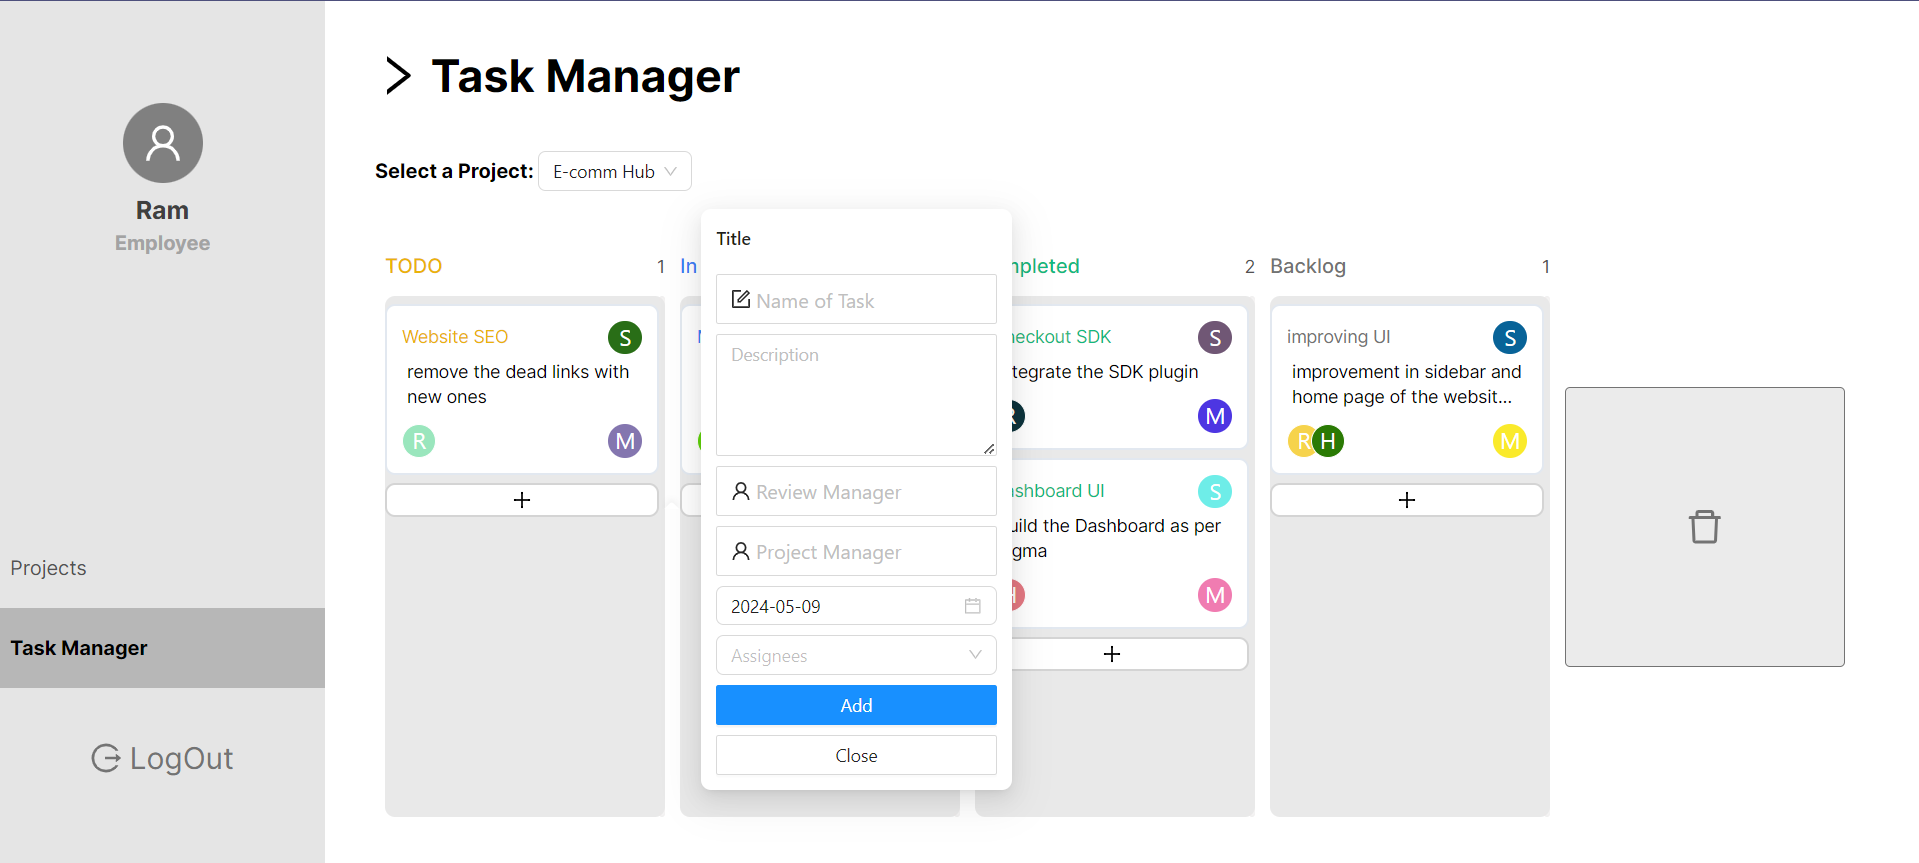 Task Manager
Ram
Employee
Select a Project: E-comm Hub
TODO 1
Website SEO S
remove the dead links with
new ones
R M
In
Title
Name of Task
Description
Review Manager
Project Manager
2024-05-09
Assignees
Add
Close
mpleted 2
eckout SDK S
tegrate the SDK plugin
M
shboard UI S
uild the Dashboard as per
gma
H M
Backlog 1
improving UI S
improvement in sidebar and
home page of the websit...
R H M
Projects
Task Manager
LogOut